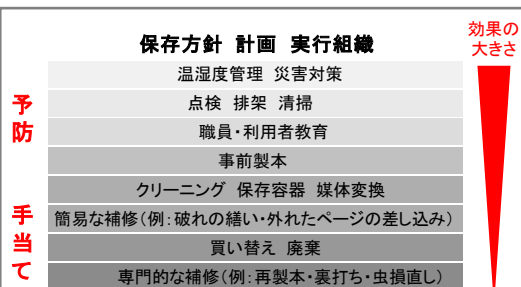 効果の
大きさ
保存方針 計画 実行組織
温湿度管理 災害対策
点検 排架 清掃
職員・利用者教育
事前製本
予防
クリーニング 保存容器 媒体変換
簡易な補修（例：破れの繕い・外れたページの差し込み）
買い替え 廃棄
専門的な補修（例：再製本・裏打ち・虫損直し）
手当て